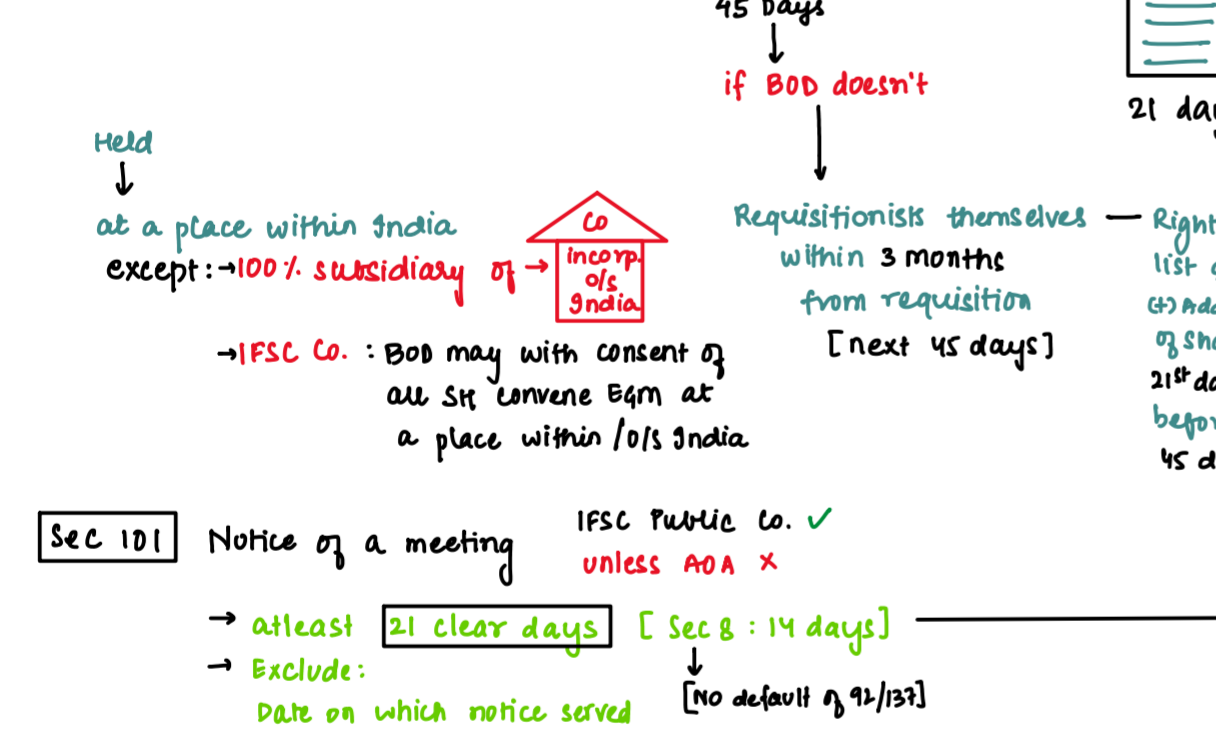 45 Days
if BOD doesn't
21
Held
at a place within India
except: →100% subsidiary of →
Co
incorp.
o/s
India
→IFSC Co. : BOD may with consent of
all SH convene EGM at
a place within /o/s India
Requisitionists themselves —
within 3 months
from requisition
[next 45 days]
Right
list
(+)
of
21st
45
Sec 101 Notice of a meeting
IFSC Public Co. ✓
unless AOA ×
→ atleast 21 clear days [Sec 8 : 14 days]
[No default of 92/137]
→ Exclude:
Date on which notice served